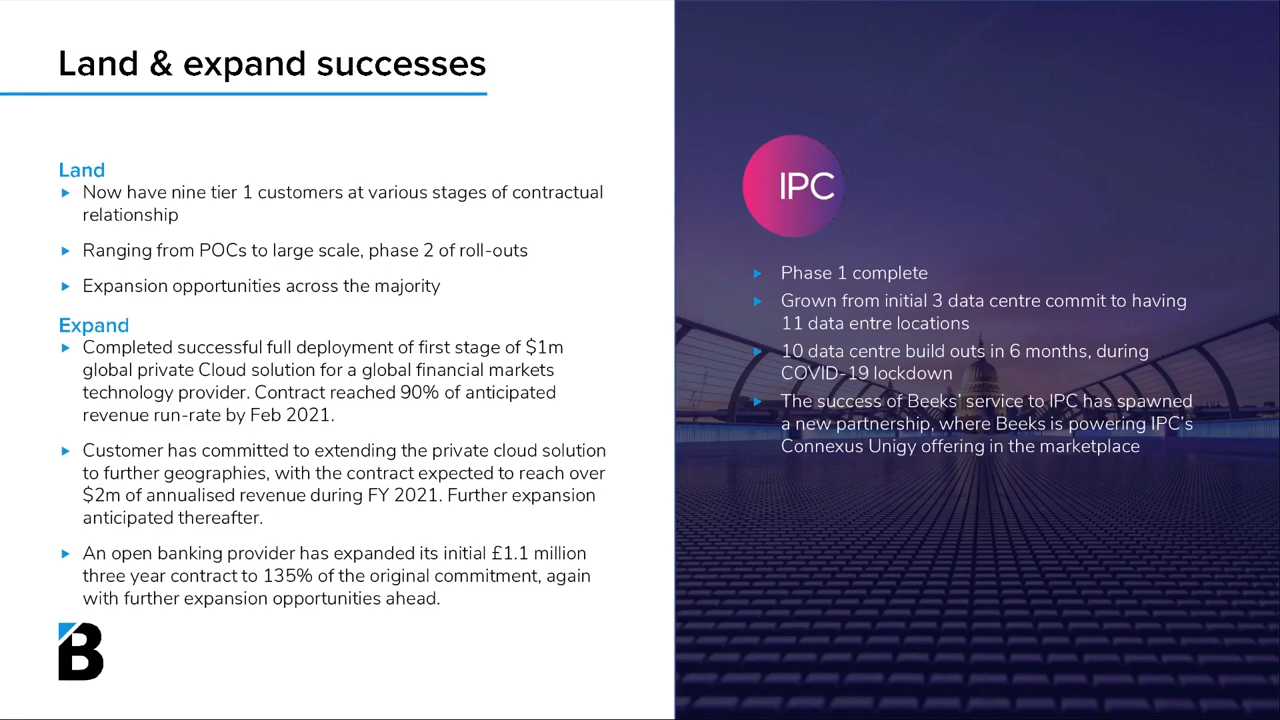 Land & expand successes
Land
Now have nine tier 1 customers at various stages of contractual
relationship
Ranging from POCs to large scale, phase 2 of roll-outs
Expansion opportunities across the majority
Expand
Completed successful full deployment of first stage of $1m
global private Cloud solution for a global financial markets
technology provider. Contract reached 90% of anticipated
revenue run-rate by Feb 2021.
Customer has committed to extending the private cloud solution
to further geographies, with the contract expected to reach over
$2m of annualised revenue during FY 2021. Further expansion
anticipated thereafter.
An open banking provider has expanded its initial £1.1 million
three year contract to 135% of the original commitment, again
with further expansion opportunities ahead.
B
IPC
Phase 1 complete
Grown from initial 3 data centre commit to having
11 data entre locations
10 data centre build outs in 6 months, during
COVID-19 lockdown
The success of Beeks' service to IPC has spawned
a new partnership, where Beeks is powering IPC's
Connexus Unigy offering in the marketplace